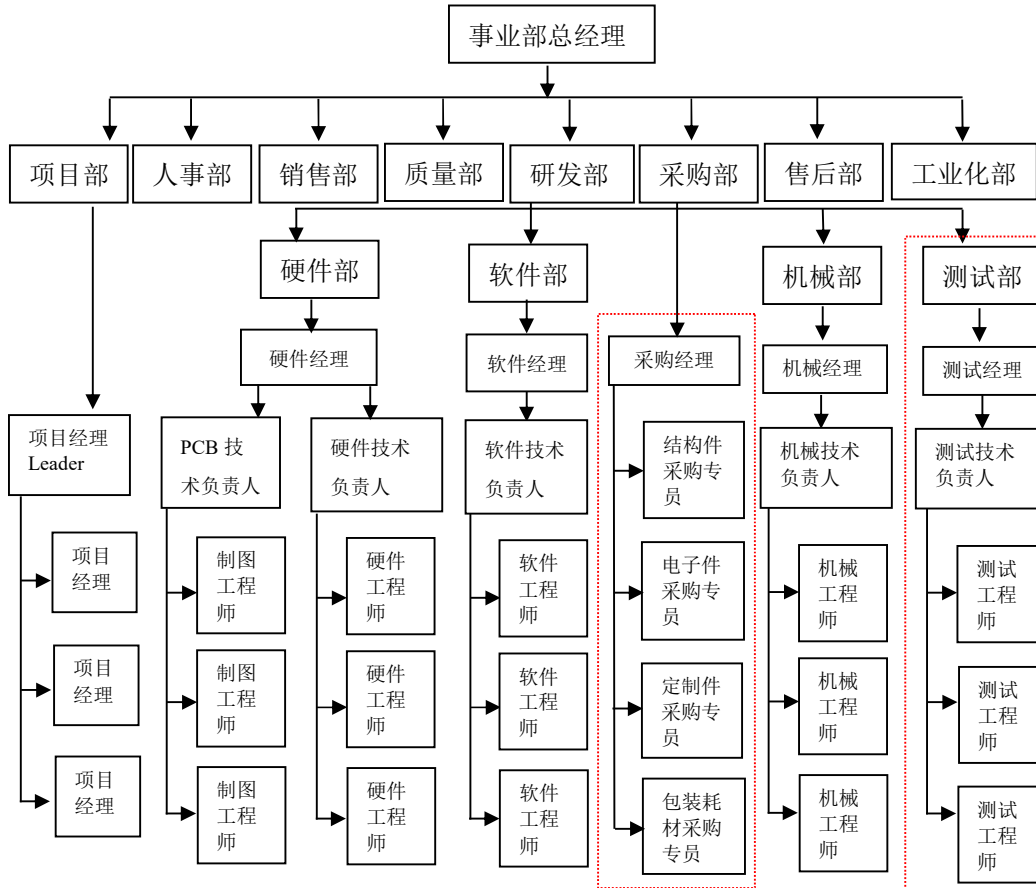 事业部总经理
项目部
人事部
销售部
质量部
研发部
采购部
售后部
工业化部
硬件部
软件部
机械部
测试部
硬件经理
软件经理
采购经理
机械经理
测试经理
项目经理
Leader
PCB 技
术负责人
硬件技术
负责人
软件技术
负责人
结构件
采购专
员
机械技术
负责人
测试技术
负责人
项目
经理
制图
工程
师
硬件
工程
师
软件
工程
师
电子件
采购专
员
机械
工程
师
测试
工程
师
项目
经理
制图
工程
师
硬件
工程
师
软件
工程
师
定制件
采购专
员
机械
工程
师
测试
工程
师
项目
经理
制图
工程
师
硬件
工程
师
软件
工程
师
包装耗
材采购
专员
机械
工程
师
测试
工程
师